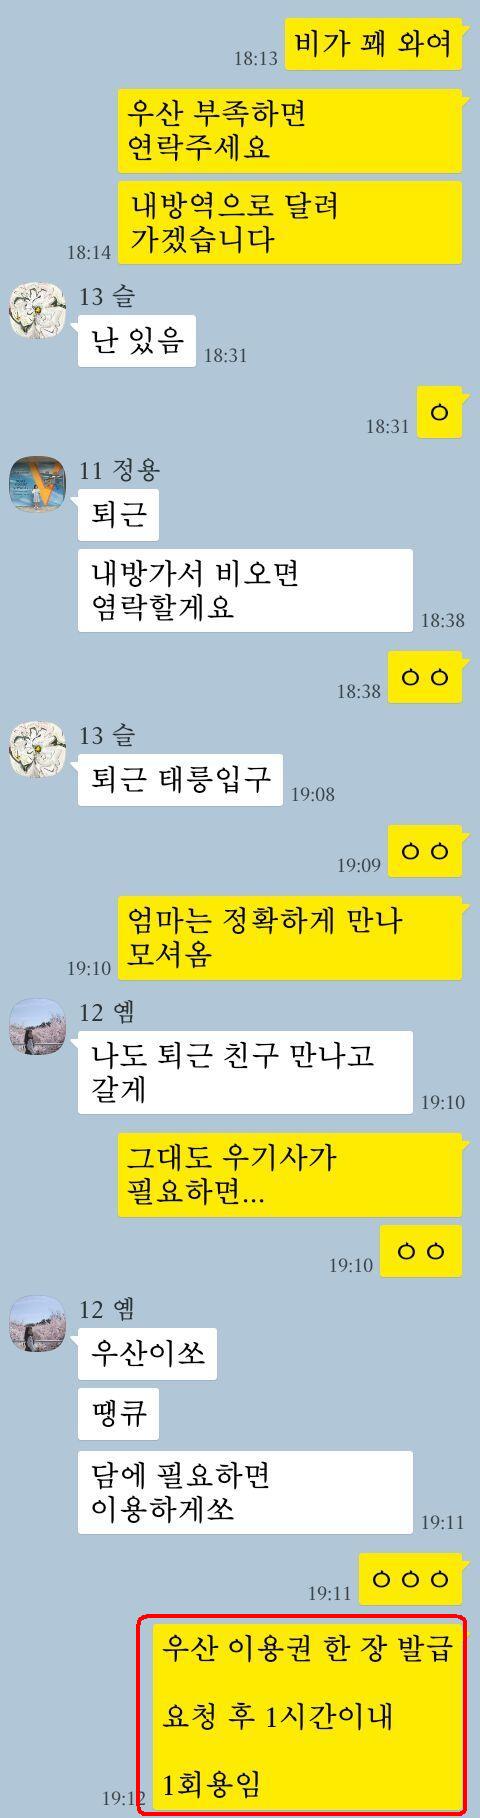 비가 꽤 와여
18:13
우산 부족하면
연락주세요
내방역으로 달려
가겠습니다
18:14
13 슬
난 있음
18:31
ㅇ
18:31
11 정용
퇴근
내방가서 비오면
염락할게요
18:38
ㅇ ㅇ
18:38
13 슬
퇴근 태릉입구
19:08
ㅇ ㅇ
19:09
엄마는 정확하게 만나
모셔옴
19:10
12 옘
나도 퇴근 친구 만나고
갈게
19:10
그대도 우기사가
필요하면...
ㅇ ㅇ
19:10
12 옘
우산이쏘
땡큐
담에 필요하면
이용하게쏘
19:11
ㅇ ㅇ ㅇ
19:11
우산 이용권 한 장 발급
요청 후 1시간이내
1회용임
19:12